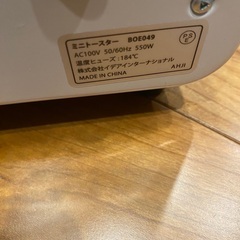 ミニトースター BOE049
AC100V 50/60Hz 550W
温度ヒューズ:184℃
株式会社イデアインターナショナル
MADE IN CHINA AHJI
PS
E